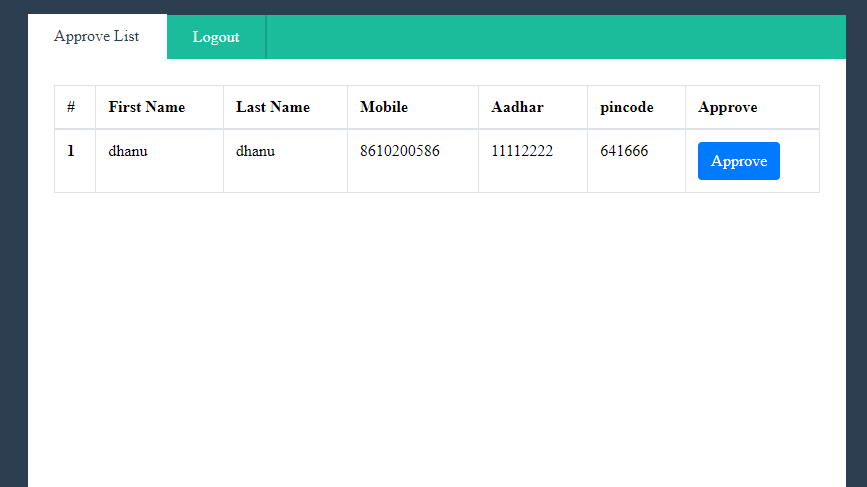 Approve List Logout
# First Name Last Name Mobile Aadhar pincode Approve
1 dhanu dhanu 8610200586 11112222 641666 Approve